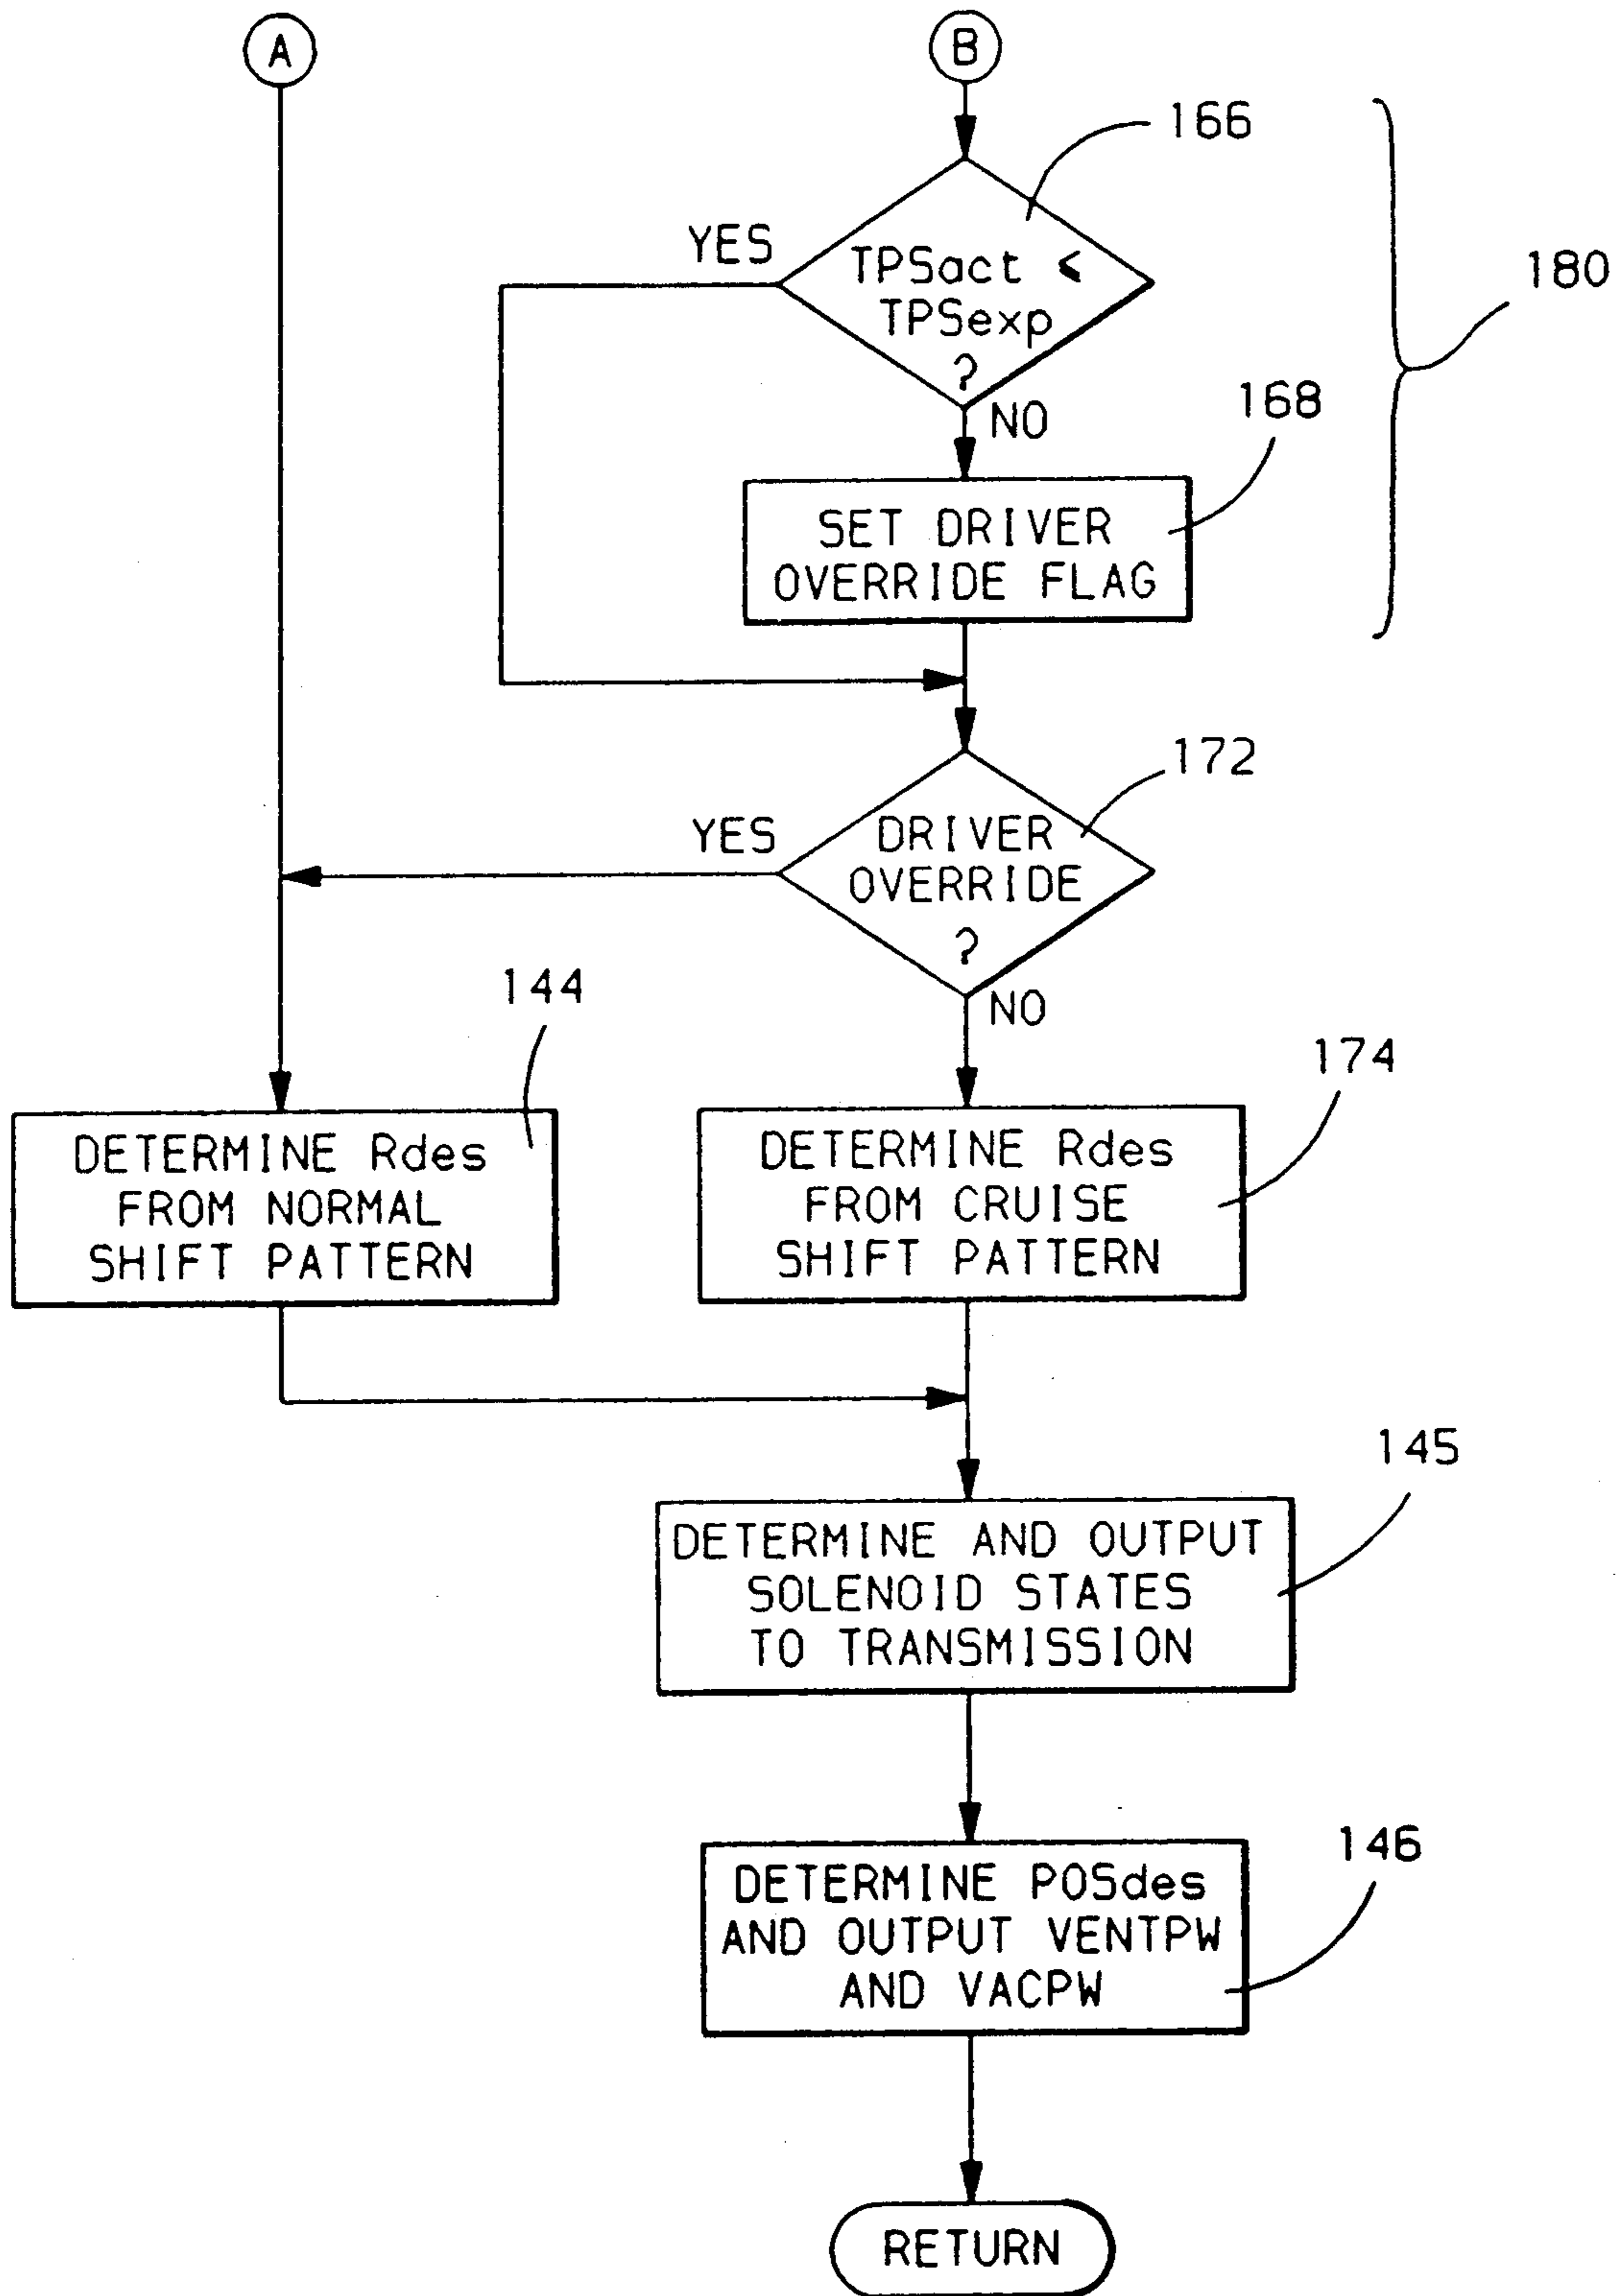 A
B
166
YES
TPSact ≤
TPSexp
?
180
NO
168
SET DRIVER
OVERRIDE FLAG
172
YES
DRIVER
OVERRIDE
?
144
NO
174
DETERMINE Rdes
FROM NORMAL
SHIFT PATTERN
DETERMINE Rdes
FROM CRUISE
SHIFT PATTERN
145
DETERMINE AND OUTPUT
SOLENOID STATES
TO TRANSMISSION
146
DETERMINE POSdes
AND OUTPUT VENTPW
AND VACPW
RETURN